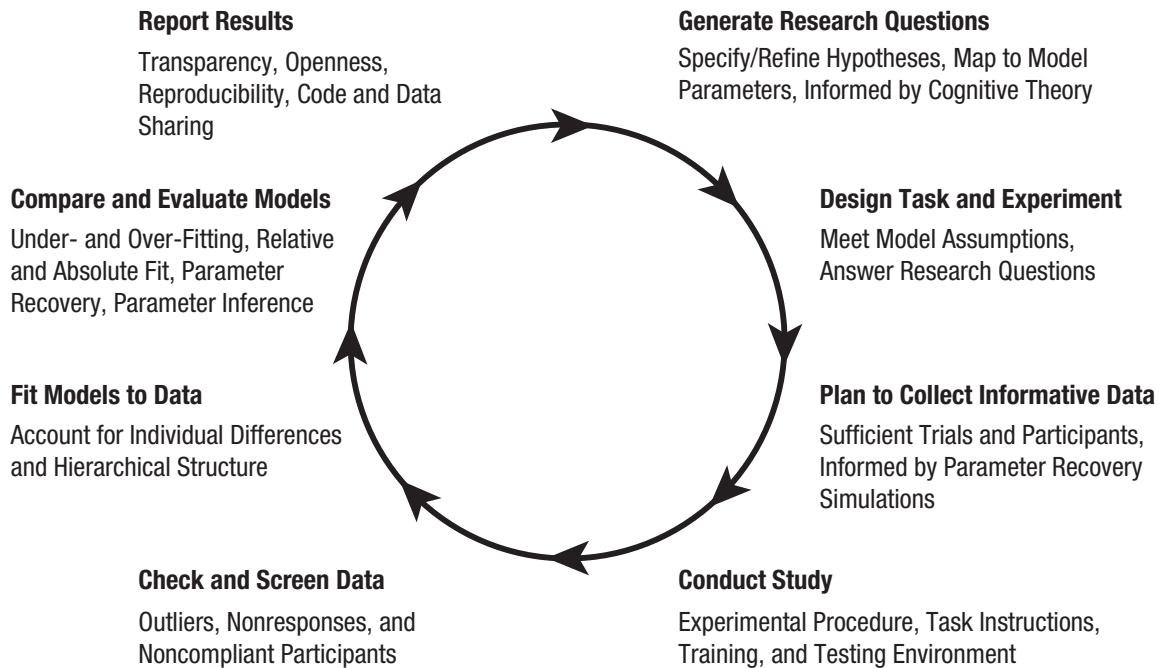 Report Results
Transparency, Openness,
Reproducibility, Code and Data
Sharing
Generate Research Questions
Specify/Refine Hypotheses, Map to Model
Parameters, Informed by Cognitive Theory
Compare and Evaluate Models
Under- and Over-Fitting, Relative
and Absolute Fit, Parameter
Recovery, Parameter Inference
Design Task and Experiment
Meet Model Assumptions,
Answer Research Questions
Fit Models to Data
Account for Individual Differences
and Hierarchical Structure
Plan to Collect Informative Data
Sufficient Trials and Participants,
Informed by Parameter Recovery
Simulations
Check and Screen Data
Outliers, Nonresponses, and
Noncompliant Participants
Conduct Study
Experimental Procedure, Task Instructions,
Training, and Testing Environment